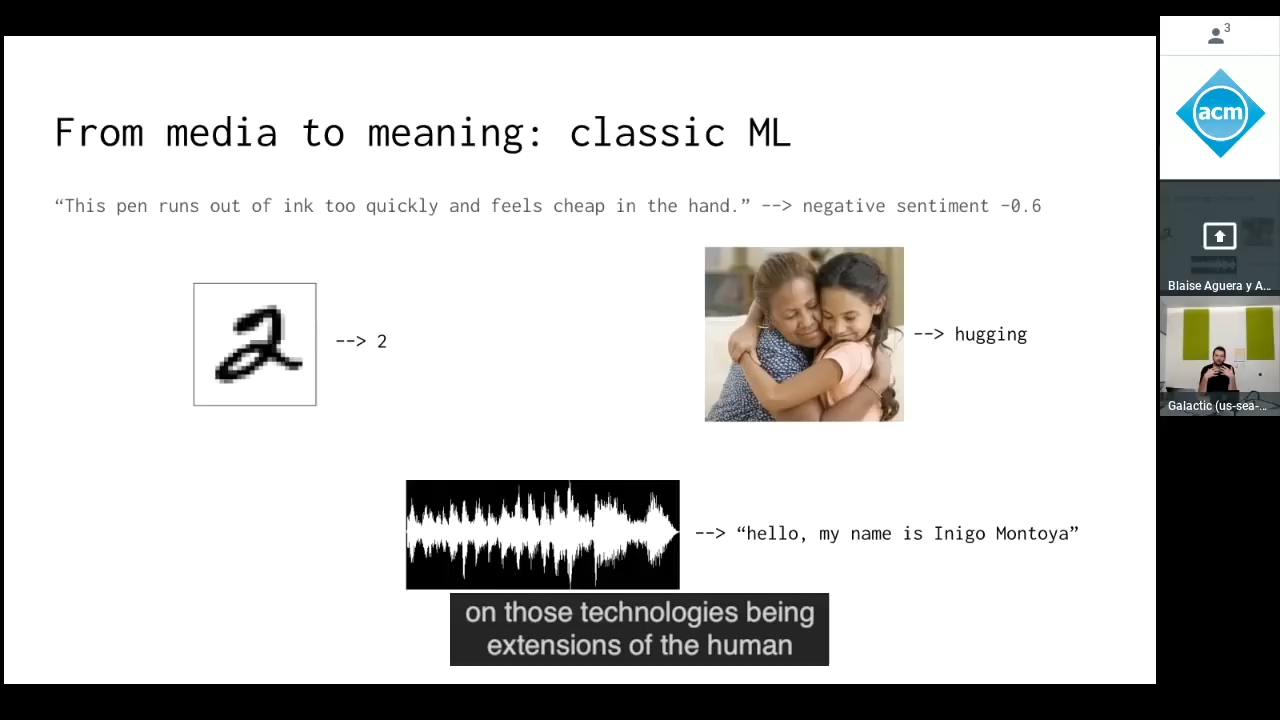 From media to meaning: classic ML
“This pen runs out of ink too quickly and feels cheap in the hand.” --> negative sentiment -0.6
2 --> 2
--> hugging
--> “hello, my name is Inigo Montoya”
on those technologies being
extensions of the human
3
acm
Blaise Aguera y A...
Galactic (us-sea-...